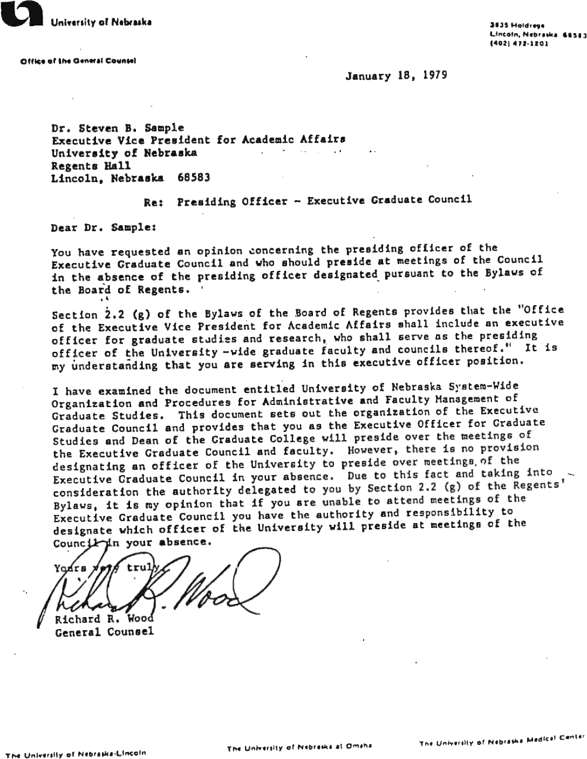 University of Nebraska
3835 Holdrege
Lincoln, Nebraska 68583
(402) 472-1201
Office of the General Counsel
January 18, 1979
Dr. Steven B. Sample
Executive Vice President for Academic Affairs
University of Nebraska
Regents Hall
Lincoln, Nebraska 68583
Re: Presiding Officer - Executive Graduate Council
Dear Dr. Sample:
You have requested an opinion concerning the presiding officer of the
Executive Graduate Council and who should preside at meetings of the Council
in the absence of the presiding officer designated pursuant to the Bylaws of
the Board of Regents.
Section 2.2 (g) of the Bylaws of the Board of Regents provides that the "Office
of the Executive Vice President for Academic Affairs shall include an executive
officer for graduate studies and research, who shall serve as the presiding
officer of the University -wide graduate faculty and councils thereof." It is
my understanding that you are serving in this executive officer position.
I have examined the document entitled University of Nebraska System-Wide
Organization and Procedures for Administrative and Faculty Management of
Graduate Studies. This document sets out the organization of the Executive
Graduate Council and provides that you as the Executive Officer for Graduate
Studies and Dean of the Graduate College will preside over the meetings of
the Executive Graduate Council and faculty. However, there is no provision
designating an officer of the University to preside over meetings of the
Executive Graduate Council in your absence. Due to this fact and taking into
consideration the authority delegated to you by Section 2.2 (g) of the Regents'
Bylaws, it is my opinion that if you are unable to attend meetings of the
Executive Graduate Council you have the authority and responsibility to
designate which officer of the University will preside at meetings of the
Council in your absence.
Yours very truly,
Richard R. Wood
Richard R. Wood
General Counsel
The University of Nebraska-Lincoln
The University of Nebraska at Omaha
The University of Nebraska Medical Center